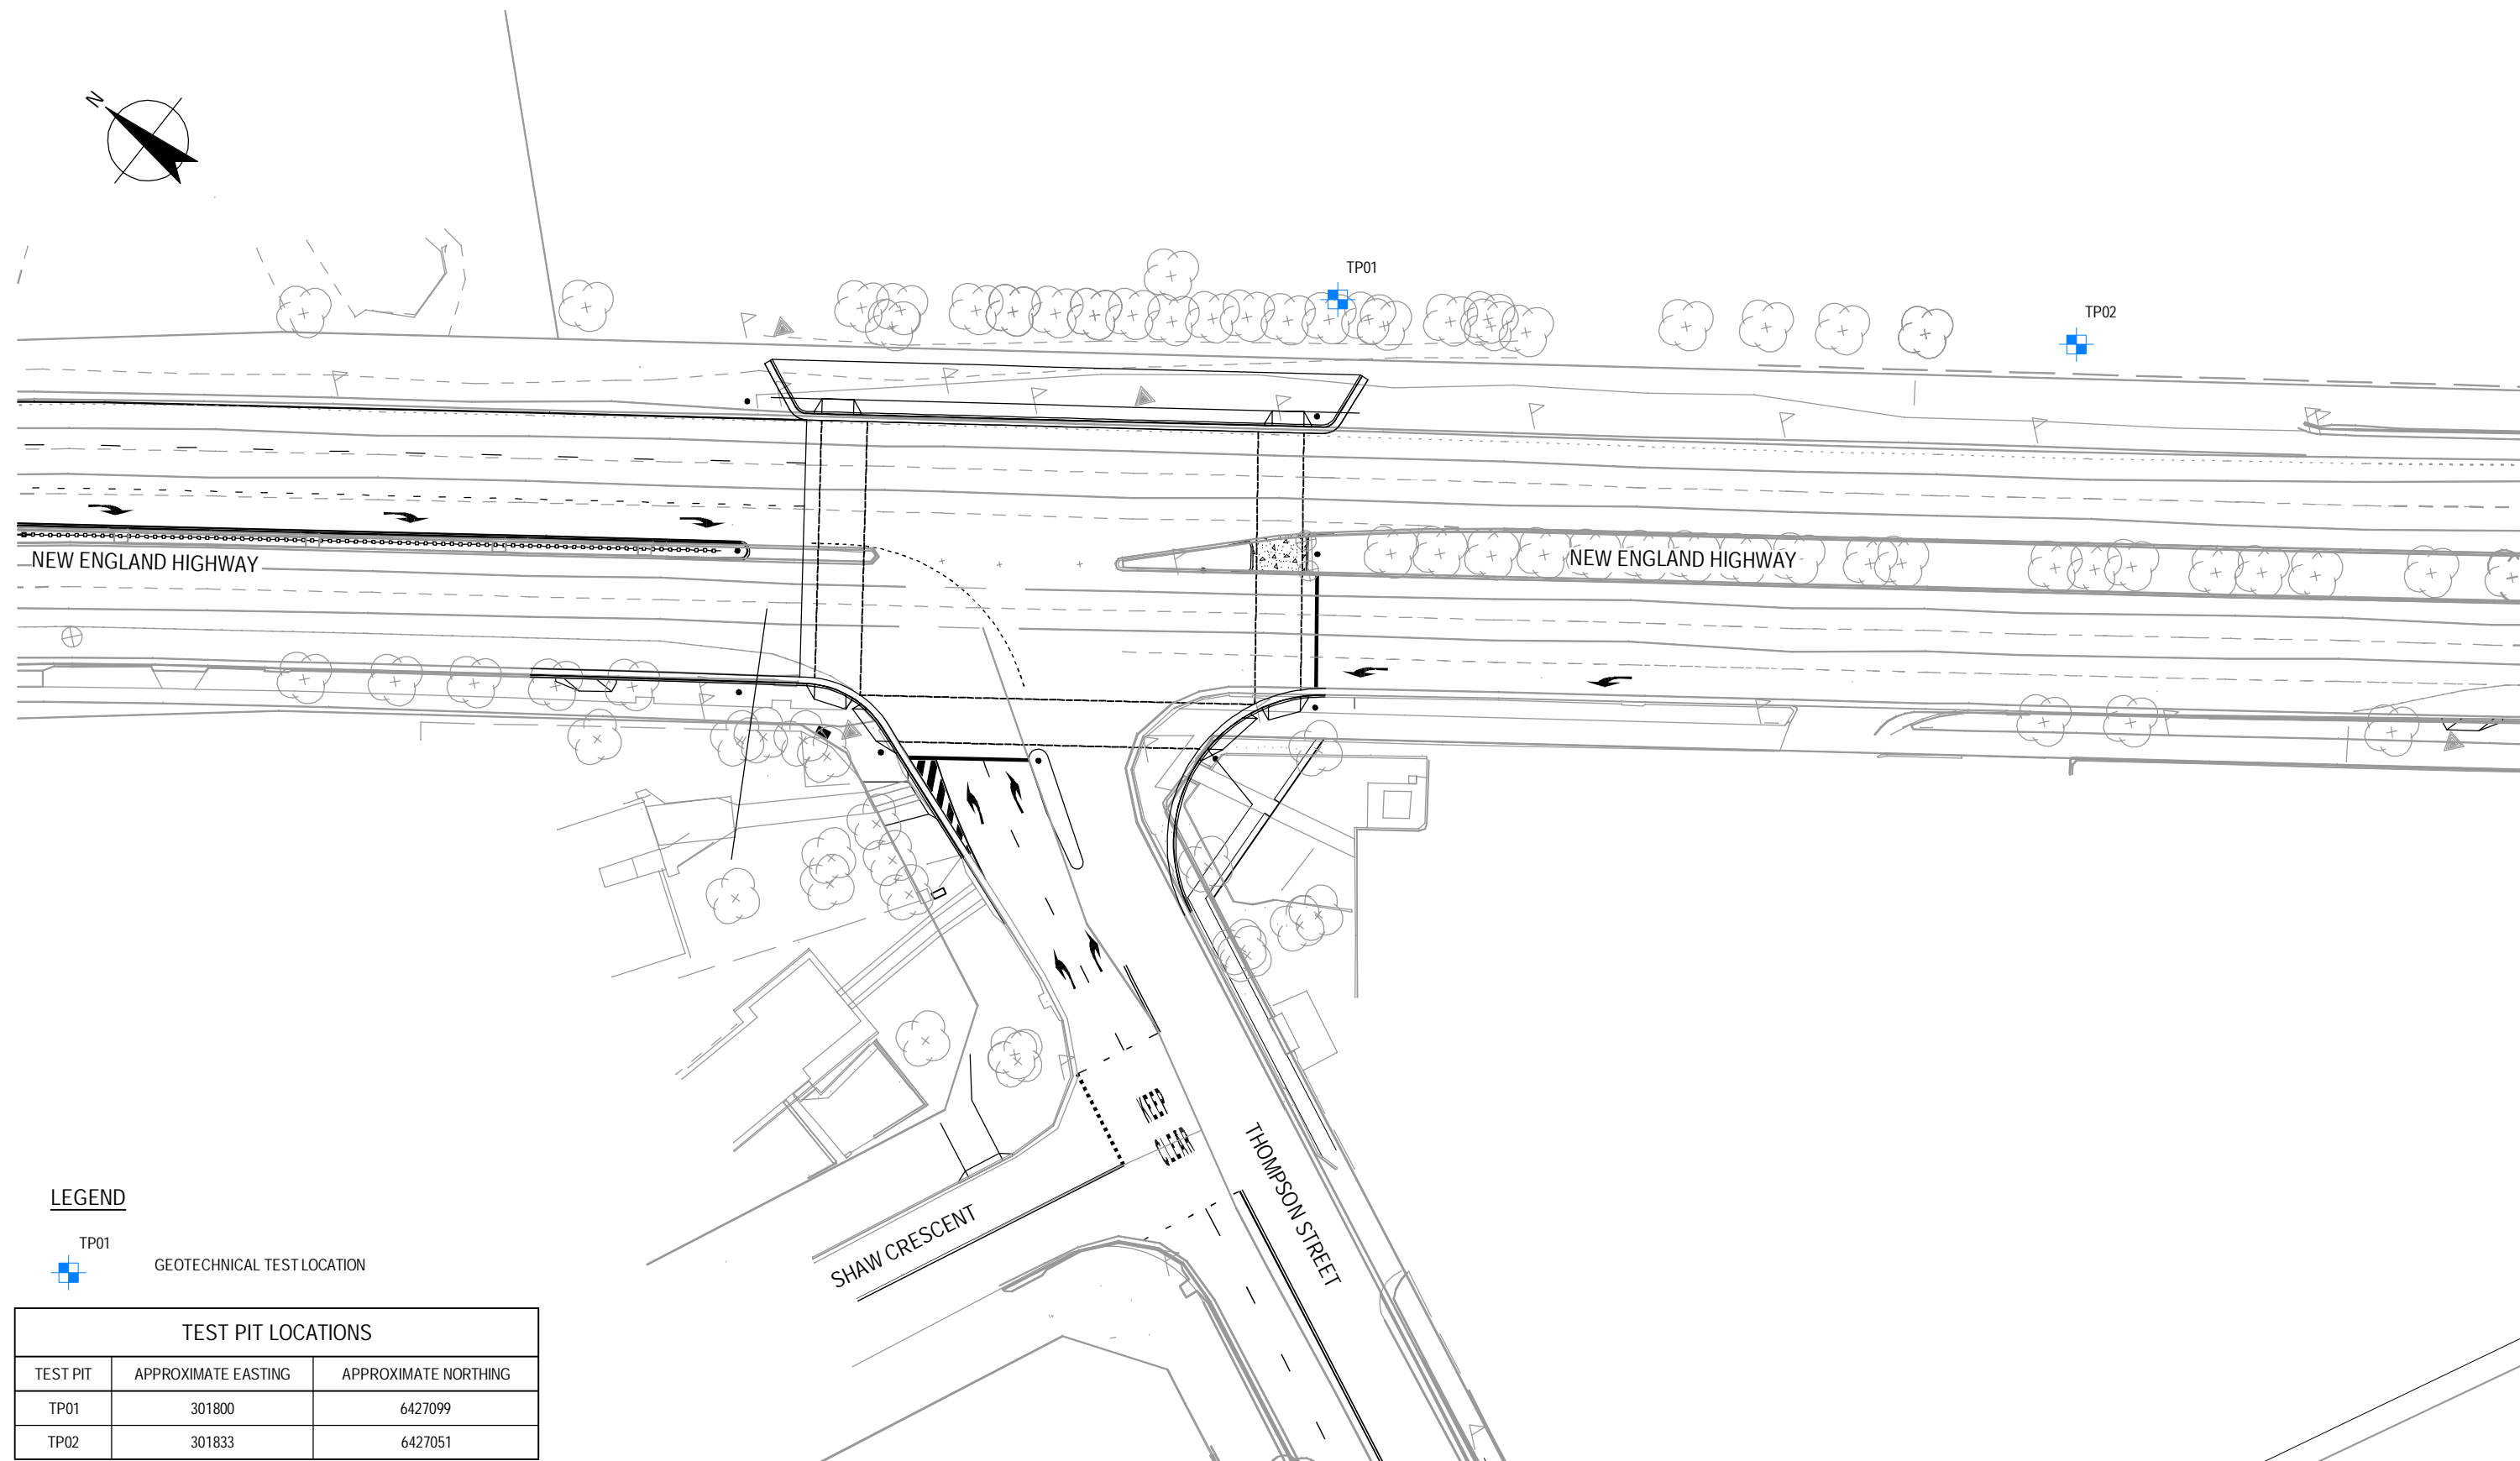 N
TP01
TP02
NEW ENGLAND HIGHWAY
NEW ENGLAND HIGHWAY
KEEP
CLEAR
THOMPSON STREET
SHAW CRESCENT
LEGEND
TP01
GEOTECHNICAL TEST LOCATION
TEST PIT LOCATIONS
TEST PIT APPROXIMATE EASTING APPROXIMATE NORTHING
TP01 301800 6427099
TP02 301833 6427051